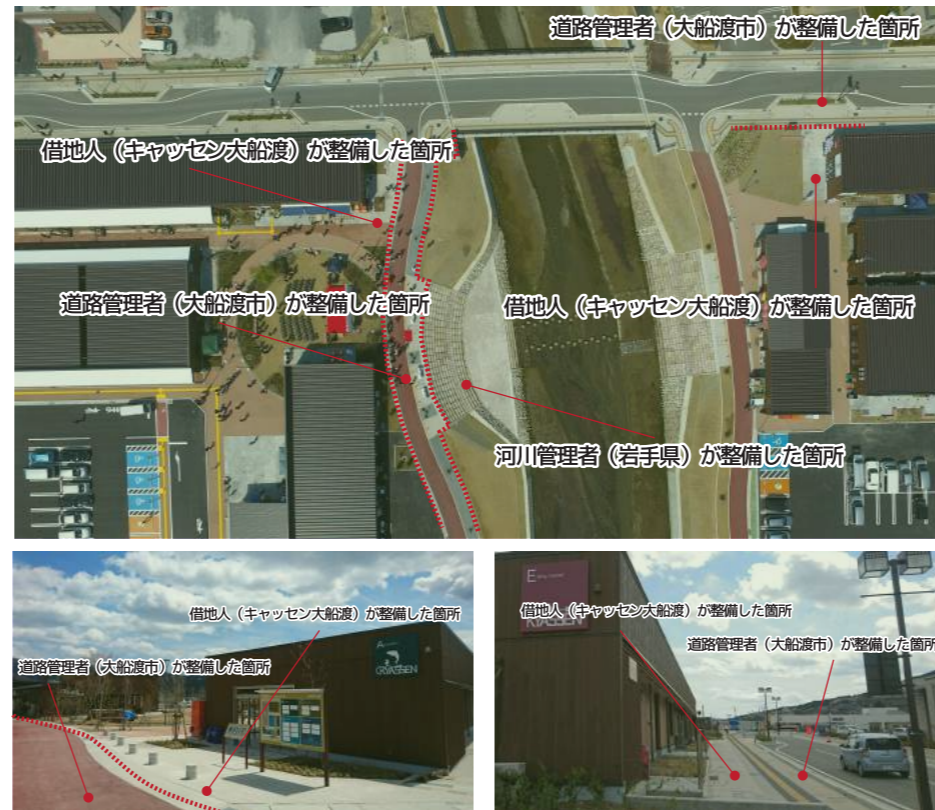 道路管理者（大船渡市）が整備した箇所
借地人（キャッセン大船渡）が整備した箇所
道路管理者（大船渡市）が整備した箇所
借地人（キャッセン大船渡）が整備した箇所
河川管理者（岩手県）が整備した箇所
借地人（キャッセン大船渡）が整備した箇所
道路管理者（大船渡市）が整備した箇所
A
KYASSEN
E
借地人（キャッセン大船渡）が整備した箇所
KYASSEN
道路管理者（大船渡市）が整備した箇所